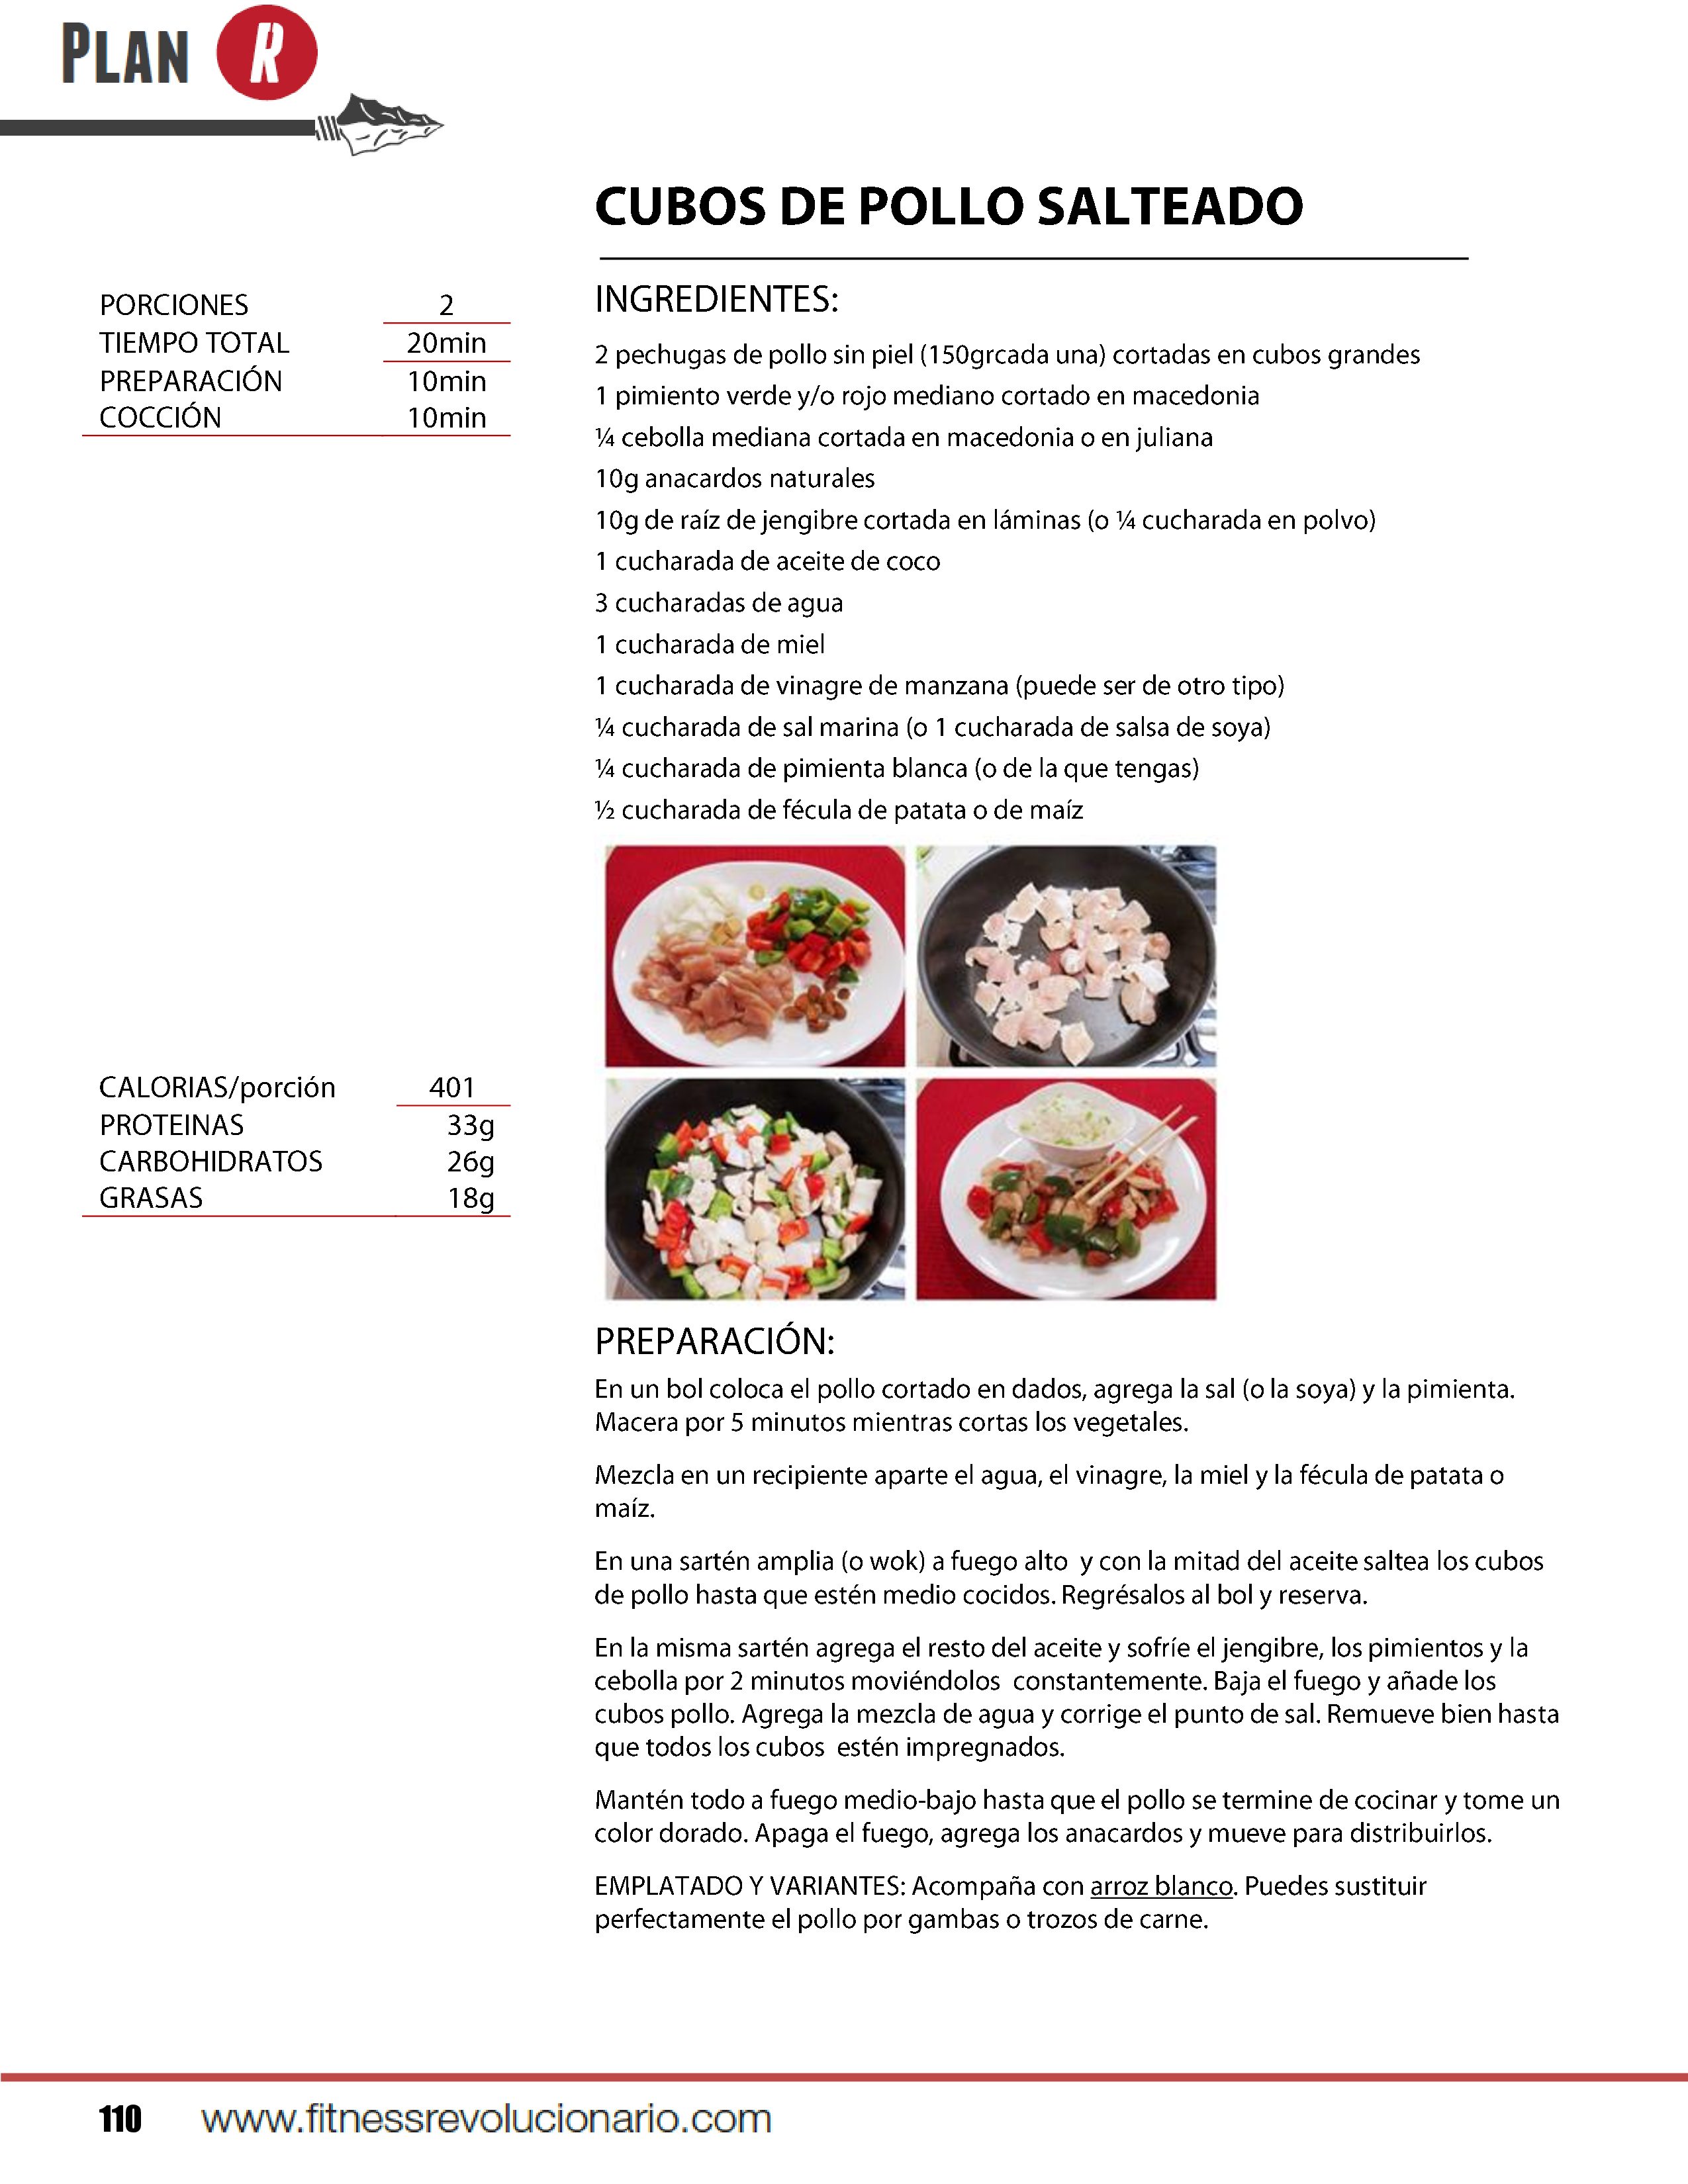 PLAN R
CUBOS DE POLLO SALTEADO
PORCIONES 2
TIEMPO TOTAL 20min
PREPARACIÓN 10min
COCCIÓN 10min
INGREDIENTES:
2 pechugas de pollo sin piel (150grcada una) cortadas en cubos grandes
1 pimiento verde y/o rojo mediano cortado en macedonia
¼ cebolla mediana cortada en macedonia o en juliana
10g anacardos naturales
10g de raíz de jengibre cortada en láminas (o ¼ cucharada en polvo)
1 cucharada de aceite de coco
3 cucharadas de agua
1 cucharada de miel
1 cucharada de vinagre de manzana (puede ser de otro tipo)
¼ cucharada de sal marina (o 1 cucharada de salsa de soya)
¼ cucharada de pimienta blanca (o de la que tengas)
½ cucharada de fécula de patata o de maíz
CALORIAS/porción 401
PROTEINAS 33g
CARBOHIDRATOS 26g
GRASAS 18g
PREPARACIÓN:
En un bol coloca el pollo cortado en dados, agrega la sal (o la soya) y la pimienta.
Macera por 5 minutos mientras cortas los vegetales.
Mezcla en un recipiente aparte el agua, el vinagre, la miel y la fécula de patata o
maíz.
En una sartén amplia (o wok) a fuego alto y con la mitad del aceite saltea los cubos
de pollo hasta que estén medio cocidos. Regrésalos al bol y reserva.
En la misma sartén agrega el resto del aceite y sofríe el jengibre, los pimientos y la
cebolla por 2 minutos moviéndolos constantemente. Baja el fuego y añade los
cubos pollo. Agrega la mezcla de agua y corrige el punto de sal. Remueve bien hasta
que todos los cubos estén impregnados.
Mantén todo a fuego medio-bajo hasta que el pollo se termine de cocinar y tome un
color dorado. Apaga el fuego, agrega los anacardos y mueve para distribuirlos.
EMPLATADO Y VARIANTES: Acompaña con arroz blanco. Puedes sustituir
perfectamente el pollo por gambas o trozos de carne.
110 www.fitnessrevolucionario.com